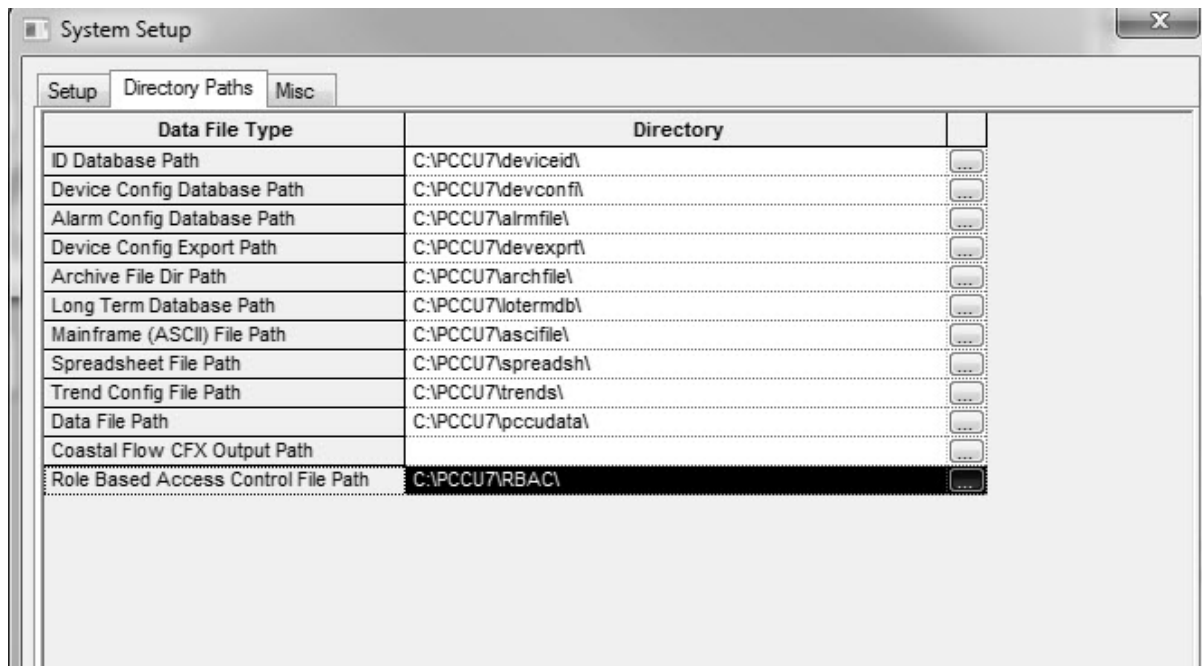 System Setup
X
Setup Directory Paths Misc
Data File Type Directory
ID Database Path C:\PCCU7\deviceid\ ...
Device Config Database Path C:\PCCU7\devconfi\ ...
Alarm Config Database Path C:\PCCU7\alrmfile\ ...
Device Config Export Path C:\PCCU7\devexprt\ ...
Archive File Dir Path C:\PCCU7\archfile\ ...
Long Term Database Path C:\PCCU7\lotermdb\ ...
Mainframe (ASCII) File Path C:\PCCU7\ascifile\ ...
Spreadsheet File Path C:\PCCU7\spreadsh\ ...
Trend Config File Path C:\PCCU7\trends\ ...
Data File Path C:\PCCU7\pccudata\ ...
Coastal Flow CFX Output Path ...
Role Based Access Control File Path C:\PCCU7\RBAC\ ...